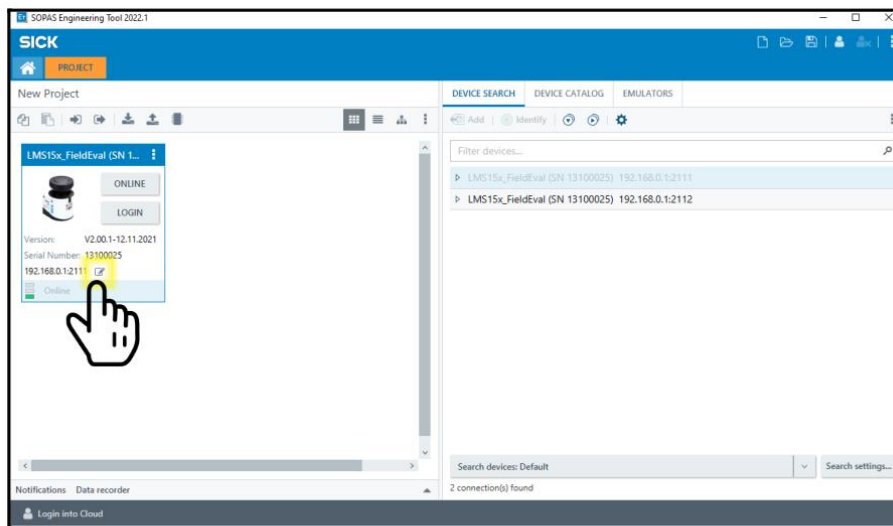 SOPAS Engineering Tool 2022.1
SICK
PROJECT
New Project
LMS15x_FieldEval (SN 1...
ONLINE
LOGIN
Version: V2.00.1-12.11.2021
Serial Number: 13100025
192.168.0.1:2111
Online
DEVICE SEARCH DEVICE CATALOG EMULATORS
Add Identify
Filter devices...
LMS15x_FieldEval (SN 13100025) 192.168.0.1:2111
LMS15x_FieldEval (SN 13100025) 192.168.0.1:2112
Search devices: Default
Search settings...
2 connection(s) found
Notifications Data recorder
Login into Cloud